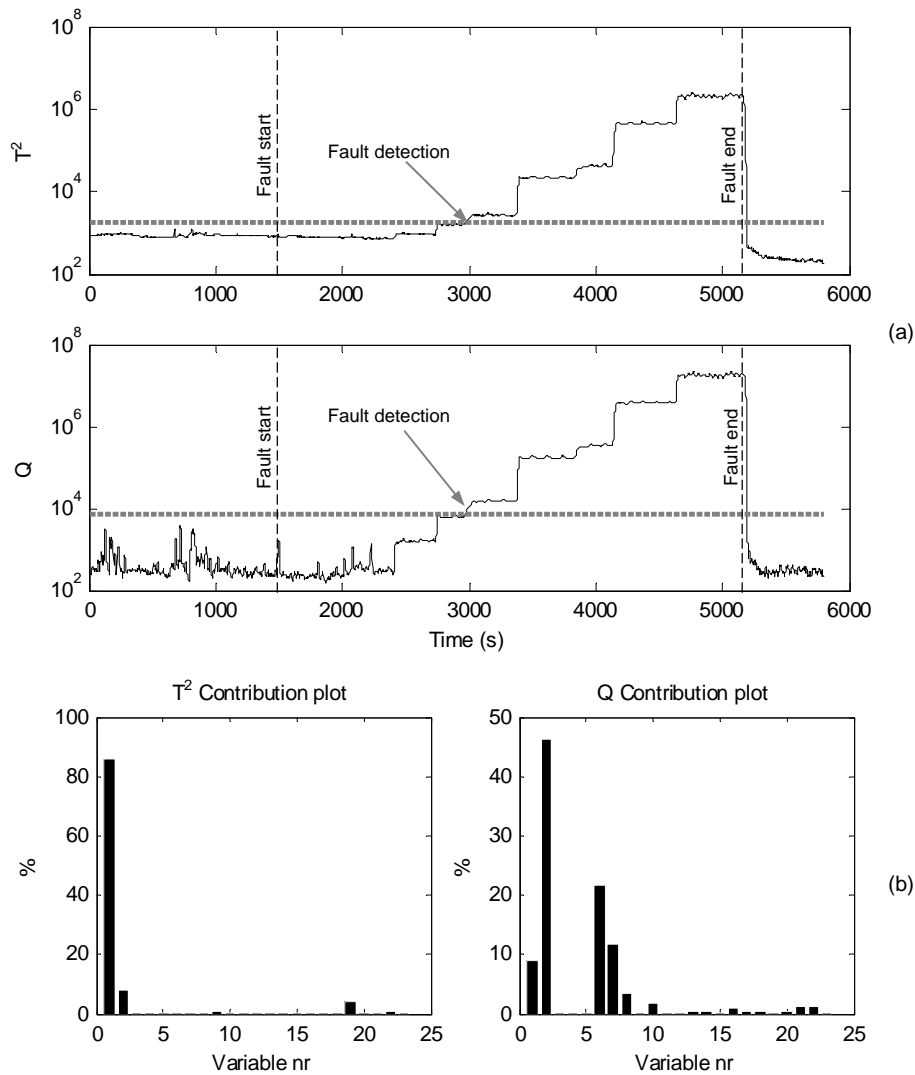 10^8
10^6
10^4
10^2
T^2
Fault start
Fault detection
Fault end
0 1000 2000 3000 4000 5000 6000
(a)
10^8
10^6
10^4
10^2
Q
Fault start
Fault detection
Fault end
0 1000 2000 3000 4000 5000 6000
Time (s)
T^2 Contribution plot
100
80
60
40
20
0
%
0 5 10 15 20 25
Variable nr
Q Contribution plot
50
40
30
20
10
0
%
0 5 10 15 20 25
Variable nr
(b)